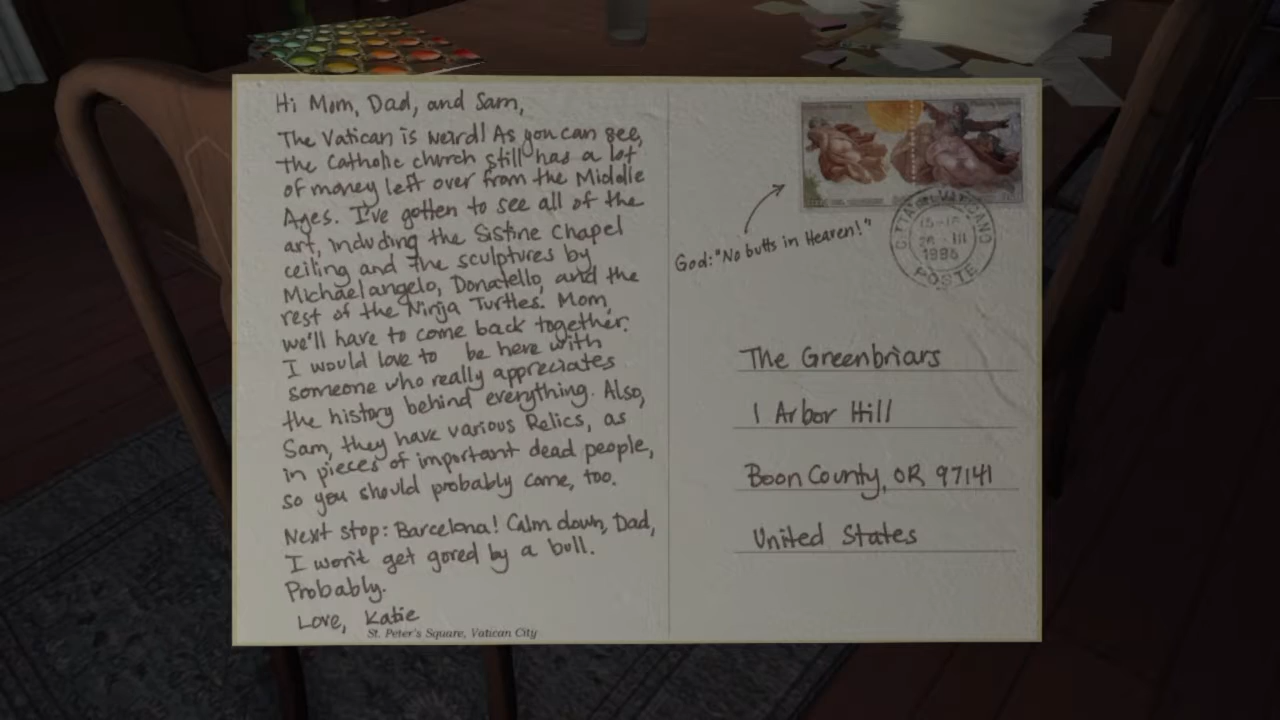 Hi Mom, Dad, and Sam,
The Vatican is weird! As you can see,
the Catholic church still has a lot
of money left over from the Middle
Ages. I've gotten to see all of the
art, including the Sistine Chapel
ceiling and the sculptures by
Michaelangelo, Donatello, and the
rest of the Ninja Turtles. Mom,
we'll have to come back together.
I would love to be here with
someone who really appreciates
the history behind everything. Also,
Sam, they have various Relics, as
in pieces of important dead people,
so you should probably come, too.
Next stop: Barcelona! Calm down, Dad,
I won't get gored by a bull.
Probably.
Love, Katie
St. Peter's Square, Vatican City
God: "No butts in Heaven!"
CITTA DEL VATICANO
26 - III
1995
POSTE
The Greenbriars
1 Arbor Hill
Boon County, OR 97141
United States